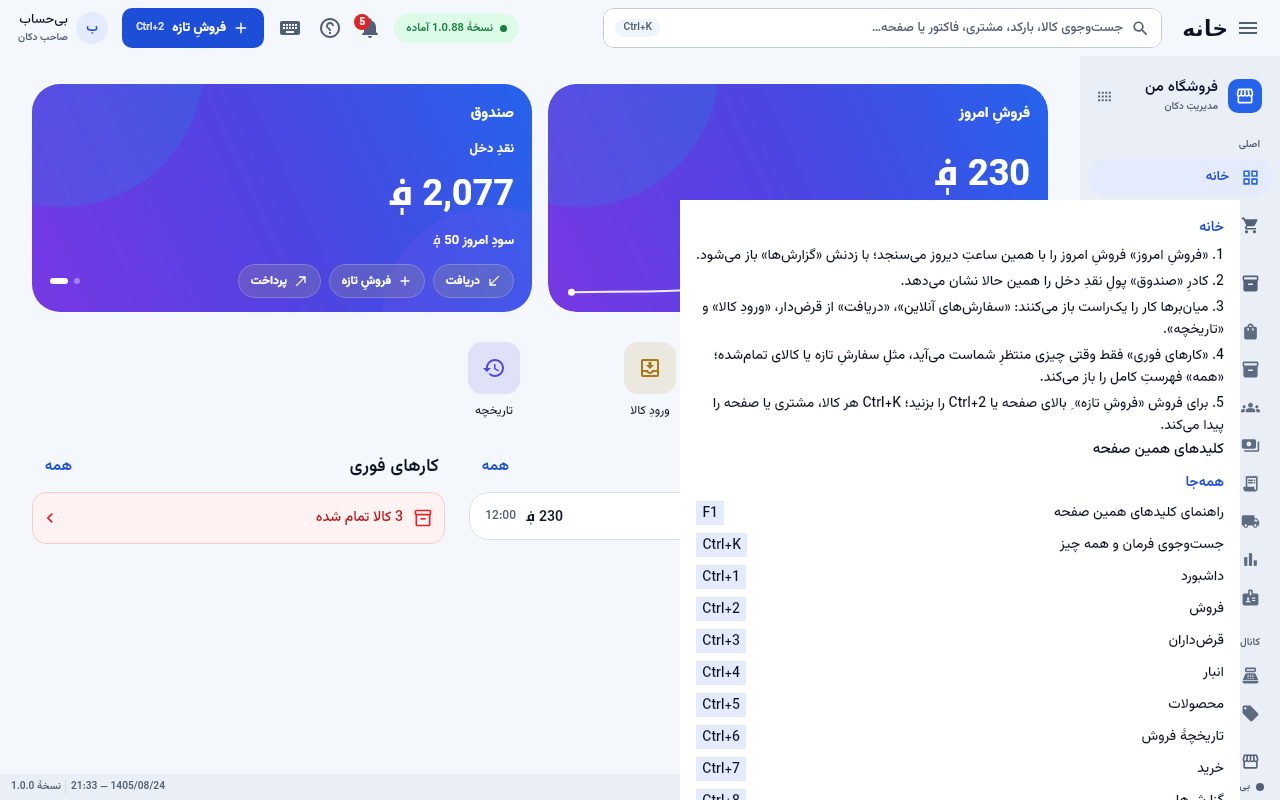 خانه
جست‌وجوی کالا، بارکد، مشتری، فاکتور یا صفحه...
Ctrl+K
نسخهٔ 1.0.88 آماده
5
فروشِ تازه
Ctrl+2
بی‌حساب
صاحب دکان
ب
فروشگاه من
مدیریتِ دکان
اصلی
خانه
کانال
فروشِ امروز
230 ؋
صندوق
نقدِ دخل
2,077 ؋
سودِ امروز 50 ؋
دریافت
فروشِ تازه
پرداخت
ورودِ کالا
تاریخچه
همه
230 ؋
12:00
کارهای فوری
همه
3 کالا تمام شده
خانه
1. «فروشِ امروز» فروشِ امروز را با همین ساعتِ دیروز می‌سنجد؛ با زدنش «گزارش‌ها» باز می‌شود.
2. کادرِ «صندوق» پولِ نقدِ دخل را همین حالا نشان می‌دهد.
3. میان‌برها کار را یک‌راست باز می‌کنند: «سفارش‌های آنلاین»، «دریافت» از قرض‌دار، «ورودِ کالا» و
«تاریخچه».
4. «کارهای فوری» فقط وقتی چیزی منتظرِ شماست می‌آید، مثلِ سفارشِ تازه یا کالای تمام‌شده؛
«همه» فهرستِ کامل را باز می‌کند.
5. برای فروش «فروشِ تازه»ِ بالای صفحه یا Ctrl+2 را بزنید؛ Ctrl+K هر کالا، مشتری یا صفحه را
پیدا می‌کند.
کلیدهای همین صفحه
همه‌جا
راهنمای کلیدهای همین صفحه
F1
جست‌وجوی فرمان و همه چیز
Ctrl+K
داشبورد
Ctrl+1
فروش
Ctrl+2
قرض‌داران
Ctrl+3
انبار
Ctrl+4
محصولات
Ctrl+5
تاریخچهٔ فروش
Ctrl+6
خرید
Ctrl+7
گزارش‌ها
Ctrl+8
بی
1405/08/24 — 21:33
نسخهٔ 1.0.0